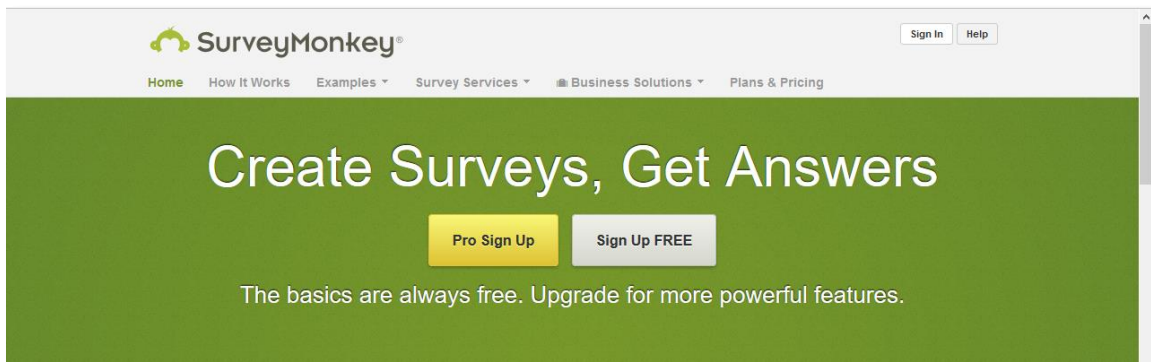 SurveyMonkey®
Sign In Help
Home How It Works Examples Survey Services Business Solutions Plans & Pricing
Create Surveys, Get Answers
Pro Sign Up Sign Up FREE
The basics are always free. Upgrade for more powerful features.